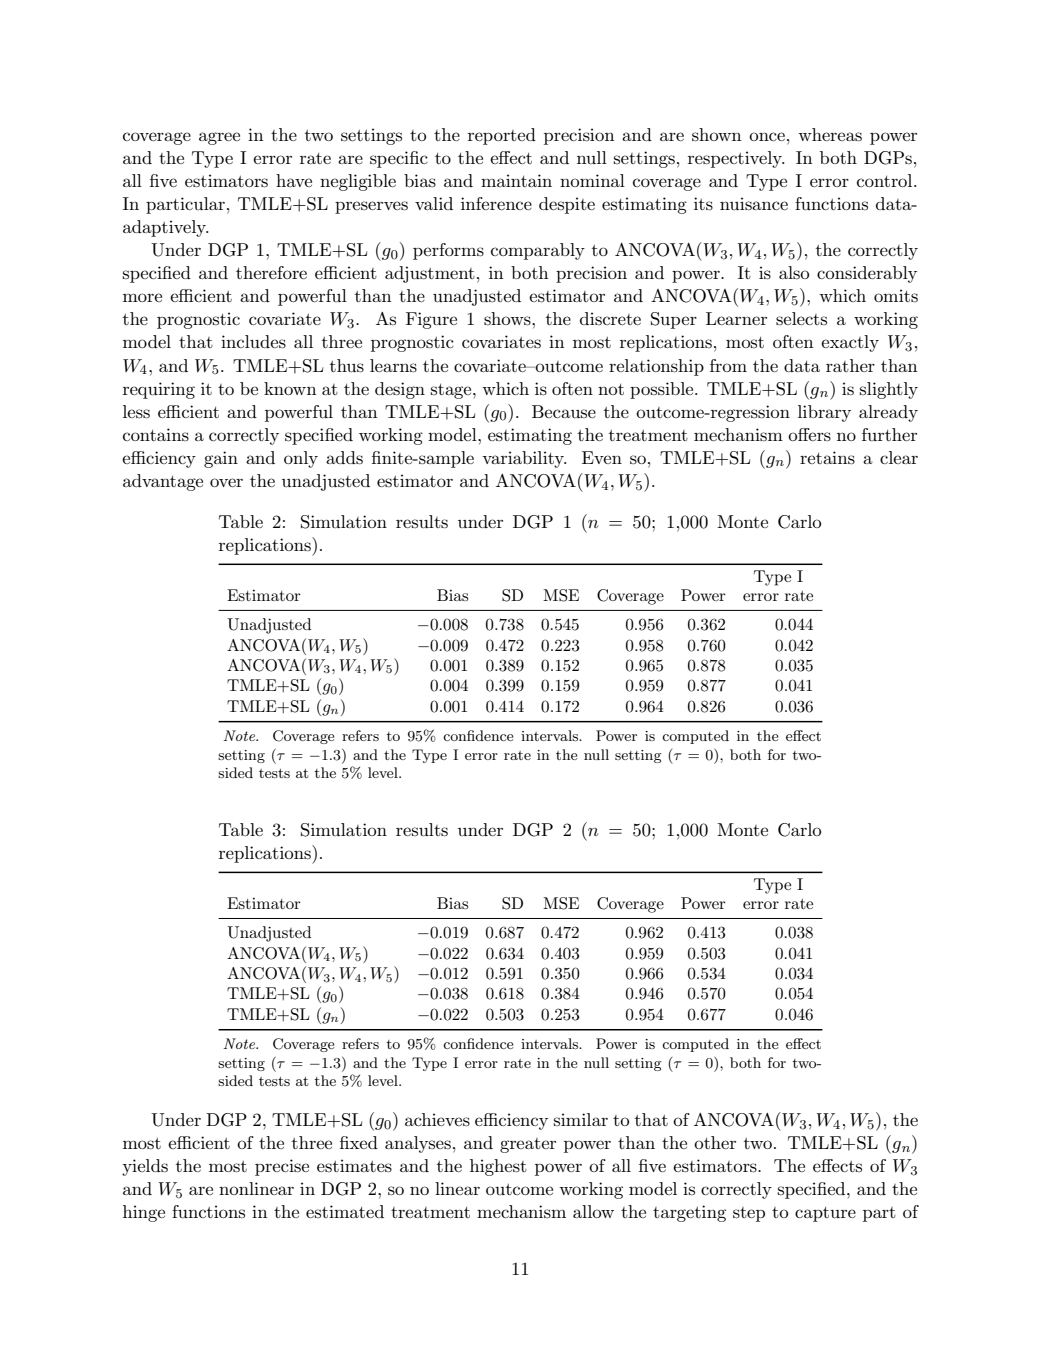 coverage agree in the two settings to the reported precision and are shown once, whereas power
and the Type I error rate are specific to the effect and null settings, respectively. In both DGPs,
all five estimators have negligible bias and maintain nominal coverage and Type I error control.
In particular, TMLE+SL preserves valid inference despite estimating its nuisance functions data-
adaptively.
Under DGP 1, TMLE+SL (g₀) performs comparably to ANCOVA(W₃, W₄, W₅), the correctly
specified and therefore efficient adjustment, in both precision and power. It is also considerably
more efficient and powerful than the unadjusted estimator and ANCOVA(W₄, W₅), which omits
the prognostic covariate W₃. As Figure 1 shows, the discrete Super Learner selects a working
model that includes all three prognostic covariates in most replications, most often exactly W₃,
W₄, and W₅. TMLE+SL thus learns the covariate–outcome relationship from the data rather than
requiring it to be known at the design stage, which is often not possible. TMLE+SL (gₙ) is slightly
less efficient and powerful than TMLE+SL (g₀). Because the outcome-regression library already
contains a correctly specified working model, estimating the treatment mechanism offers no further
efficiency gain and only adds finite-sample variability. Even so, TMLE+SL (gₙ) retains a clear
advantage over the unadjusted estimator and ANCOVA(W₄, W₅).
Table 2: Simulation results under DGP 1 (n = 50; 1,000 Monte Carlo
replications).
Type I
Estimator Bias SD MSE Coverage Power error rate
Unadjusted −0.008 0.738 0.545 0.956 0.362 0.044
ANCOVA(W₄, W₅) −0.009 0.472 0.223 0.958 0.760 0.042
ANCOVA(W₃, W₄, W₅) 0.001 0.389 0.152 0.965 0.878 0.035
TMLE+SL (g₀) 0.004 0.399 0.159 0.959 0.877 0.041
TMLE+SL (gₙ) 0.001 0.414 0.172 0.964 0.826 0.036
Note. Coverage refers to 95% confidence intervals. Power is computed in the effect
setting (τ = −1.3) and the Type I error rate in the null setting (τ = 0), both for two-
sided tests at the 5% level.
Table 3: Simulation results under DGP 2 (n = 50; 1,000 Monte Carlo
replications).
Type I
Estimator Bias SD MSE Coverage Power error rate
Unadjusted −0.019 0.687 0.472 0.962 0.413 0.038
ANCOVA(W₄, W₅) −0.022 0.634 0.403 0.959 0.503 0.041
ANCOVA(W₃, W₄, W₅) −0.012 0.591 0.350 0.966 0.534 0.034
TMLE+SL (g₀) −0.038 0.618 0.384 0.946 0.570 0.054
TMLE+SL (gₙ) −0.022 0.503 0.253 0.954 0.677 0.046
Note. Coverage refers to 95% confidence intervals. Power is computed in the effect
setting (τ = −1.3) and the Type I error rate in the null setting (τ = 0), both for two-
sided tests at the 5% level.
Under DGP 2, TMLE+SL (g₀) achieves efficiency similar to that of ANCOVA(W₃, W₄, W₅), the
most efficient of the three fixed analyses, and greater power than the other two. TMLE+SL (gₙ)
yields the most precise estimates and the highest power of all five estimators. The effects of W₃
and W₅ are nonlinear in DGP 2, so no linear outcome working model is correctly specified, and the
hinge functions in the estimated treatment mechanism allow the targeting step to capture part of
11